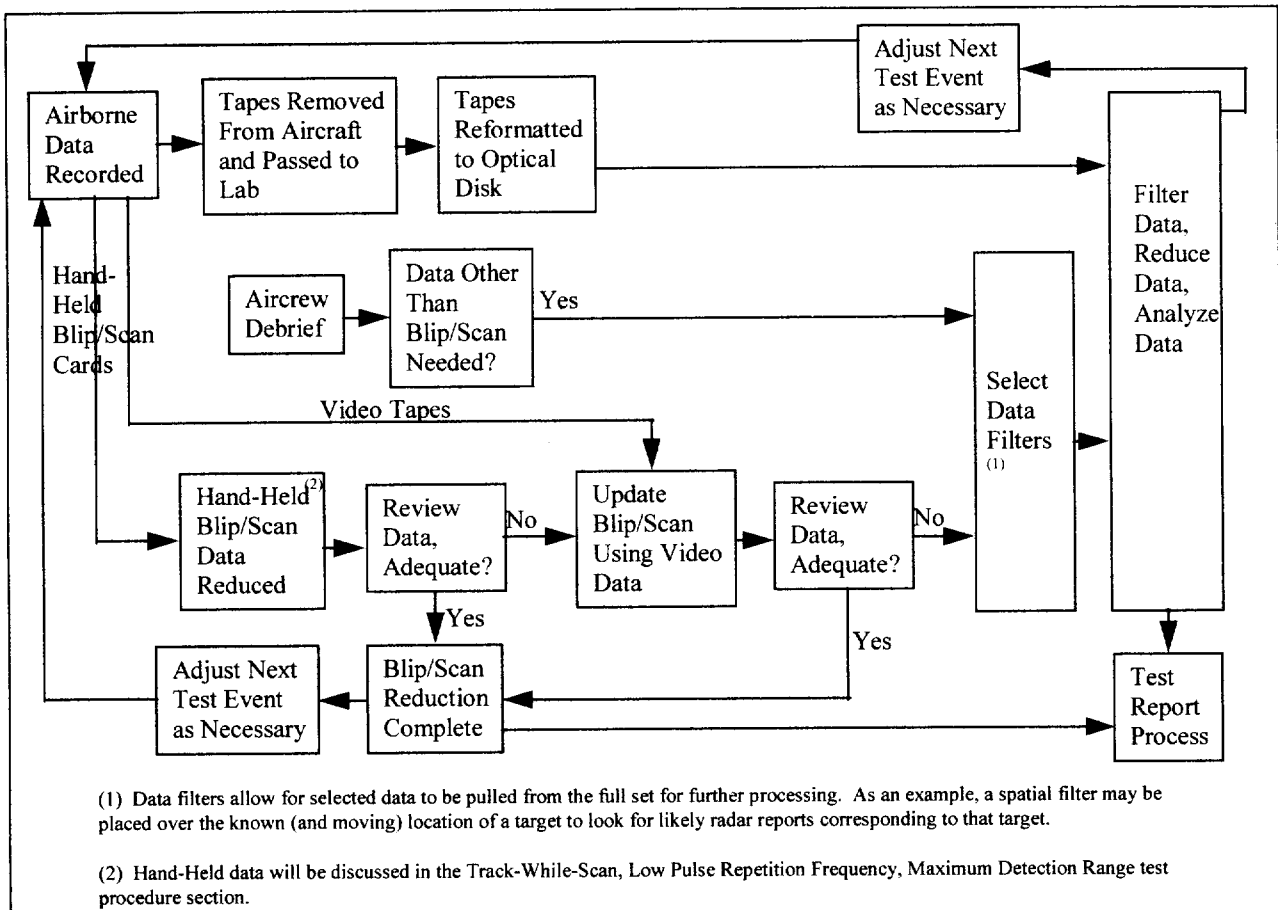 Adjust Next
Test Event
as Necessary
Airborne
Data
Recorded
Tapes Removed
From Aircraft
and Passed to
Lab
Tapes
Reformatted
to Optical
Disk
Filter
Data,
Reduce
Data,
Analyze
Data
Hand-
Held
Blip/Scan
Cards
Aircrew
Debrief
Data Other
Than
Blip/Scan
Needed?
Yes
Select
Data
Filters
(1)
Video Tapes
Hand-Held(2)
Blip/Scan
Data
Reduced
Review
Data,
Adequate?
No
Update
Blip/Scan
Using Video
Data
Review
Data,
Adequate?
No
Yes
Yes
Adjust Next
Test Event
as Necessary
Blip/Scan
Reduction
Complete
Test
Report
Process
(1) Data filters allow for selected data to be pulled from the full set for further processing. As an example, a spatial filter may be
placed over the known (and moving) location of a target to look for likely radar reports corresponding to that target.
(2) Hand-Held data will be discussed in the Track-While-Scan, Low Pulse Repetition Frequency, Maximum Detection Range test
procedure section.